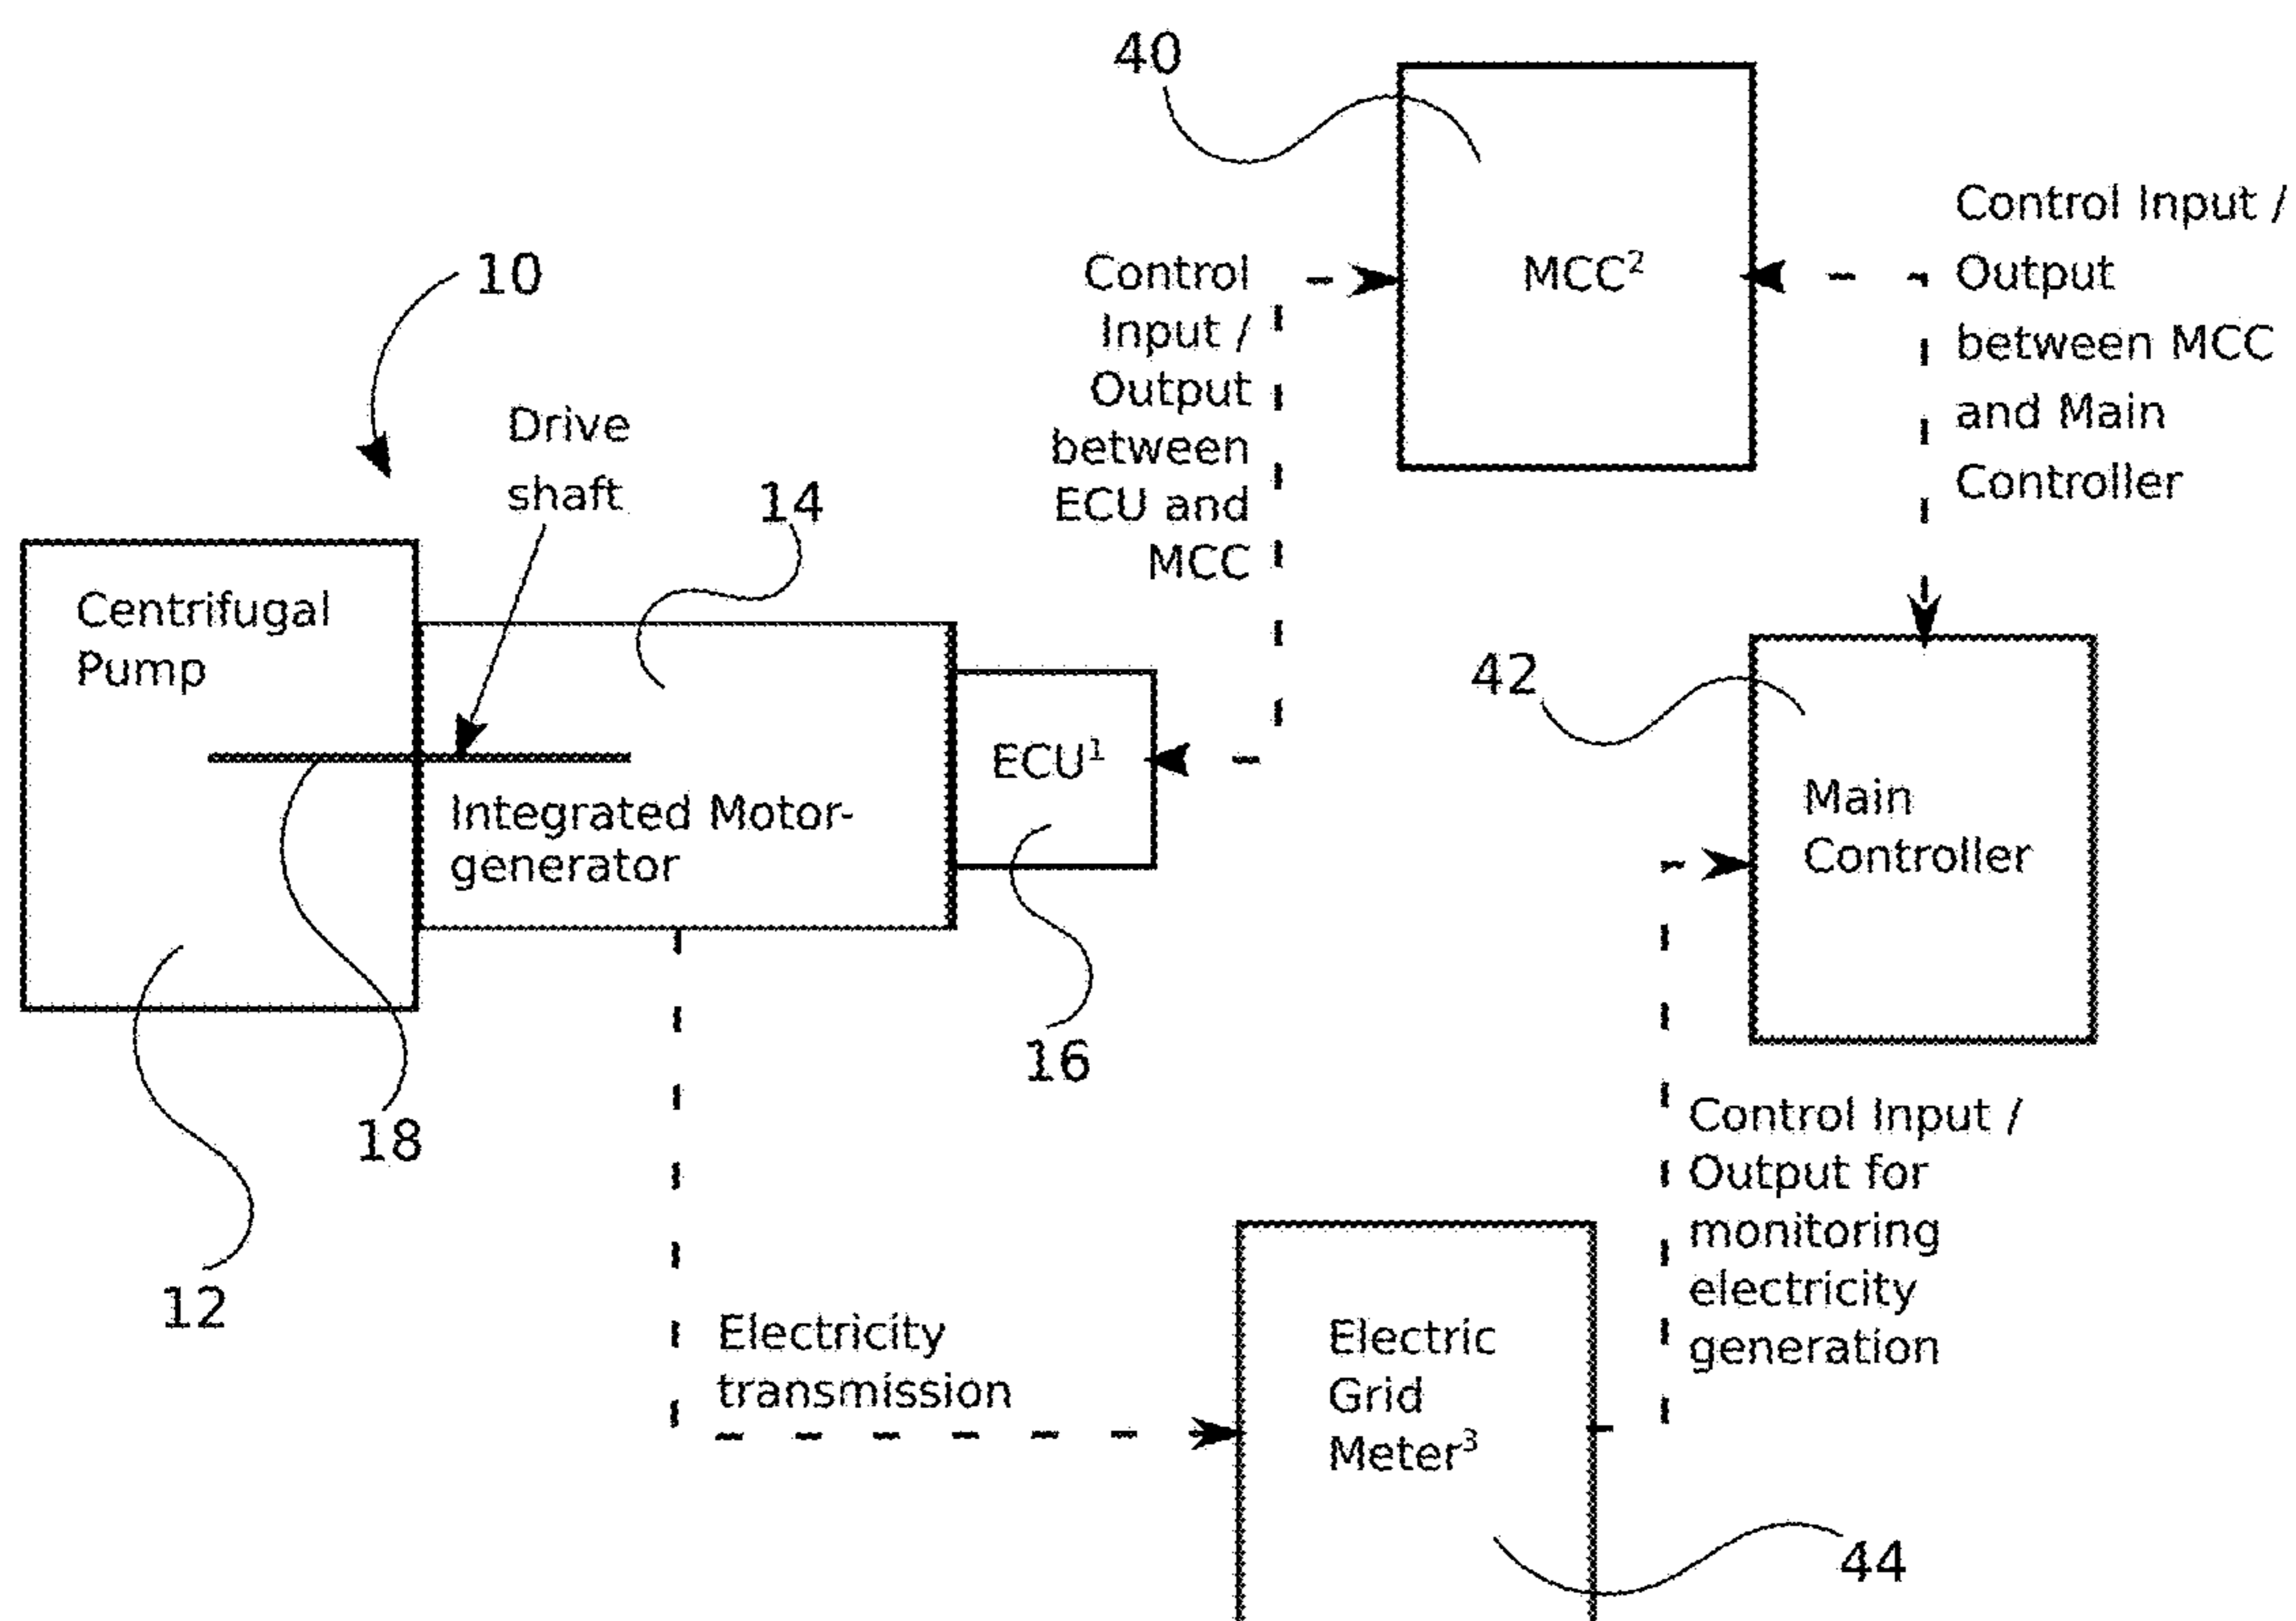 40
Control Input /
Output
between MCC
and Main
Controller
MCC²
Control
Input /
Output
between
ECU and
MCC
10
Drive
shaft
14
Centrifugal
Pump
Integrated Motor-
generator
ECU¹
42
Main
Controller
16
18
12
Control Input /
Output for
monitoring
electricity
generation
Electricity
transmission
Electric
Grid
Meter³
44